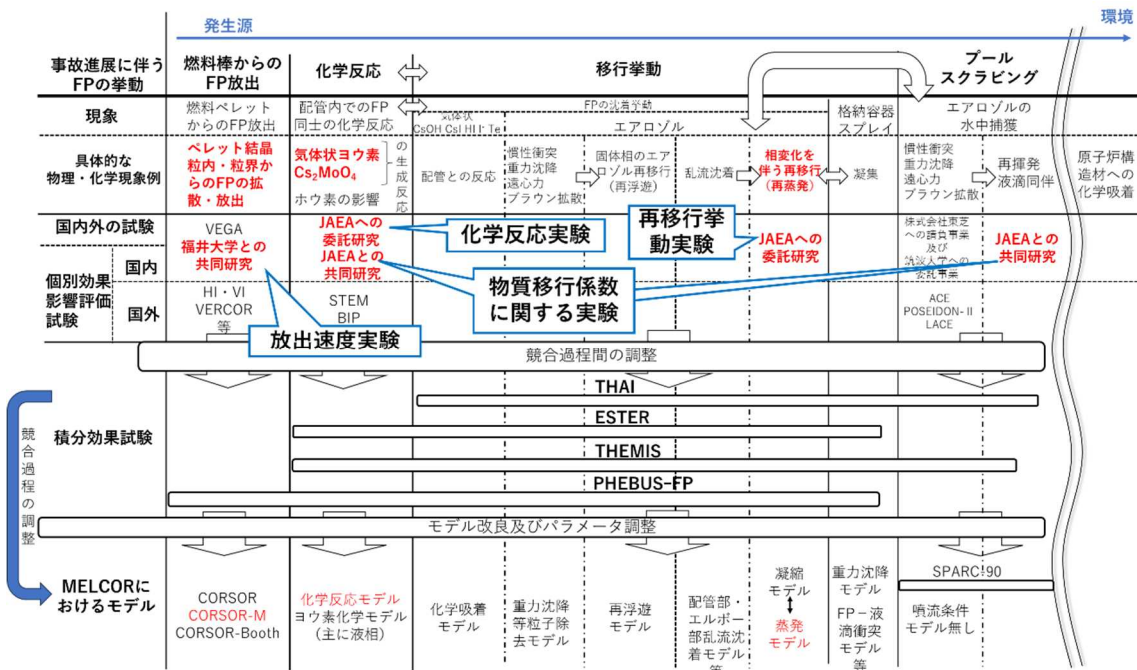 発生源
環境
事故進展に伴う
FPの挙動
燃料棒からの
FP放出
化学反応
移行挙動
プール
スクラビング
現象
燃料ペレット
からのFP放出
配管内でのFP
同士の化学反応
FPの沈着挙動
気体状
CsOH CsI HI I· Te
エアロゾル
格納容器
スプレイ
エアロゾルの
水中捕獲
具体的な
物理・化学現象例
ペレット結晶
粒内・粒界か
らのFPの拡
散・放出
気体状ヨウ素
Cs₂MoO₄
の生成反応
ホウ素の影響
配管との反応
慣性衝突
重力沈降
遠心力
ブラウン拡散
固体相のエア
ロゾル再移行
(再浮遊)
乱流沈着
相変化を
伴う再移行
(再蒸発)
凝集
慣性衝突
重力沈降
遠心力
ブラウン拡散
再揮発
液滴同伴
原子炉構
造材への
化学吸着
国内外の試験
個別効果
影響評価
試験
国内
国外
VEGA
福井大学との
共同研究
JAEAへの
委託研究
JAEAとの
共同研究
化学反応実験
再移行挙
動実験
JAEAへの
委託研究
株式会社東芝
への請負事業
及び
筑波大学への
委託事業
JAEAとの
共同研究
物質移行係数
に関する実験
HI・VI
VERCOR
等
STEM
BIP
放出速度実験
ACE
POSEIDON-Ⅱ
LACE
競合過程間の調整
競合過程の調整
積分効果試験
THAI
ESTER
THEMIS
PHEBUS-FP
モデル改良及びパラメータ調整
MELCORに
おけるモデル
CORSOR
CORSOR-M
CORSOR-Booth
化学反応モデル
ヨウ素化学モデル
(主に液相)
化学吸着
モデル
重力沈降
等粒子除
去モデル
再浮遊
モデル
配管部・
エルボー
部乱流沈
着モデル
等
凝縮
モデル
蒸発
モデル
重力沈降
モデル
FP－液
滴衝突
モデル
等
SPARC-90
噴流条件
モデル無し